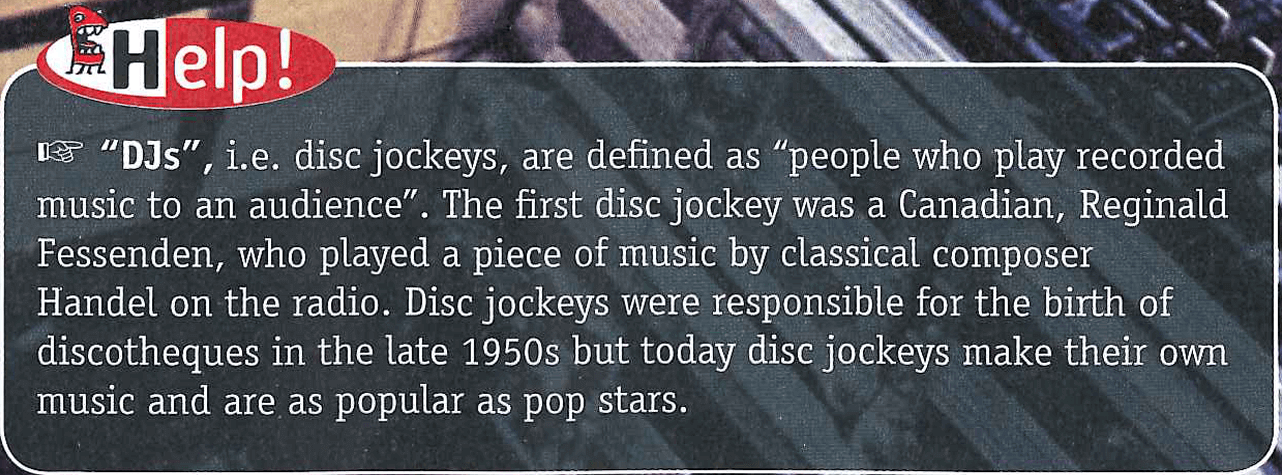 Help!
☞ "DJs", i.e. disc jockeys, are defined as "people who play recorded
music to an audience". The first disc jockey was a Canadian, Reginald
Fessenden, who played a piece of music by classical composer
Handel on the radio. Disc jockeys were responsible for the birth of
discotheques in the late 1950s but today disc jockeys make their own
music and are as popular as pop stars.